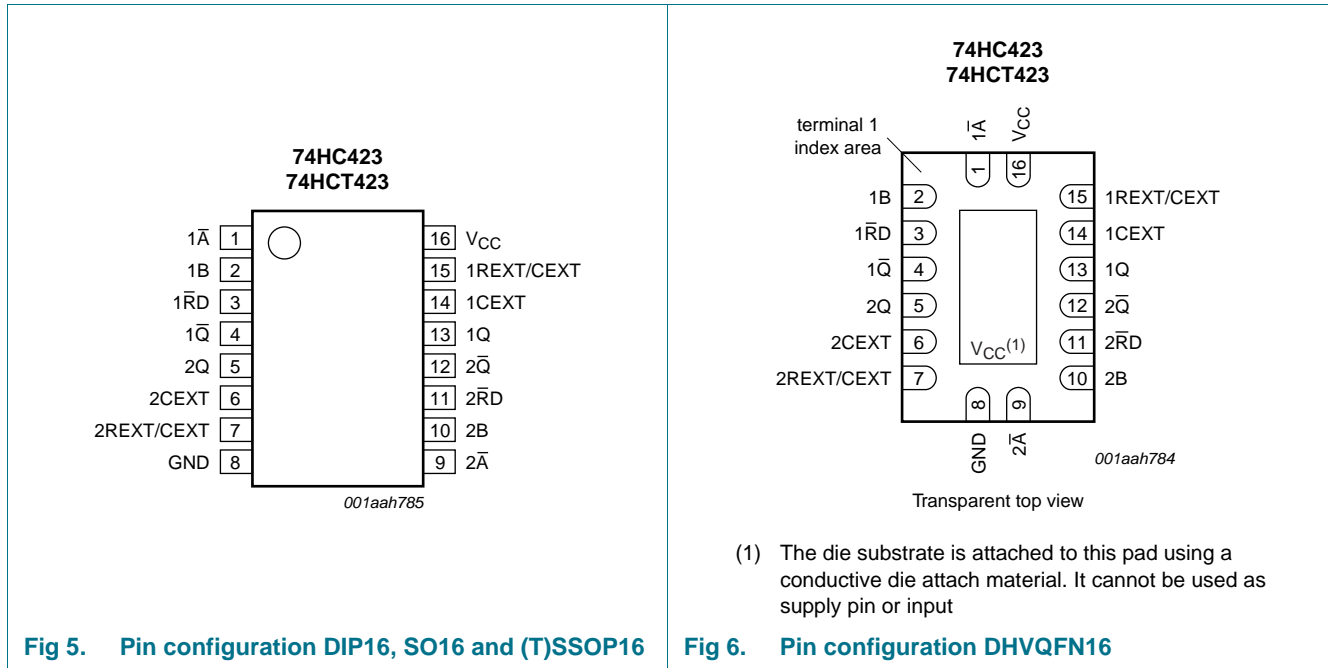 74HC423
74HCT423
1A̅ 1
1B 2
1R̅D 3
1Q̅ 4
2Q 5
2CEXT 6
2REXT/CEXT 7
GND 8
16 VCC
15 1REXT/CEXT
14 1CEXT
13 1Q
12 2Q̅
11 2R̅D
10 2B
9 2A̅
001aah785
Fig 5. Pin configuration DIP16, SO16 and (T)SSOP16
74HC423
74HCT423
terminal 1
index area
1A̅
VCC
1
16
1B 2
1R̅D 3
1Q̅ 4
2Q 5
2CEXT 6
2REXT/CEXT 7
15 1REXT/CEXT
14 1CEXT
13 1Q
12 2Q̅
11 2R̅D
10 2B
VCC(1)
8
9
GND
2A̅
001aah784
Transparent top view
(1) The die substrate is attached to this pad using a
conductive die attach material. It cannot be used as
supply pin or input
Fig 6. Pin configuration DHVQFN16